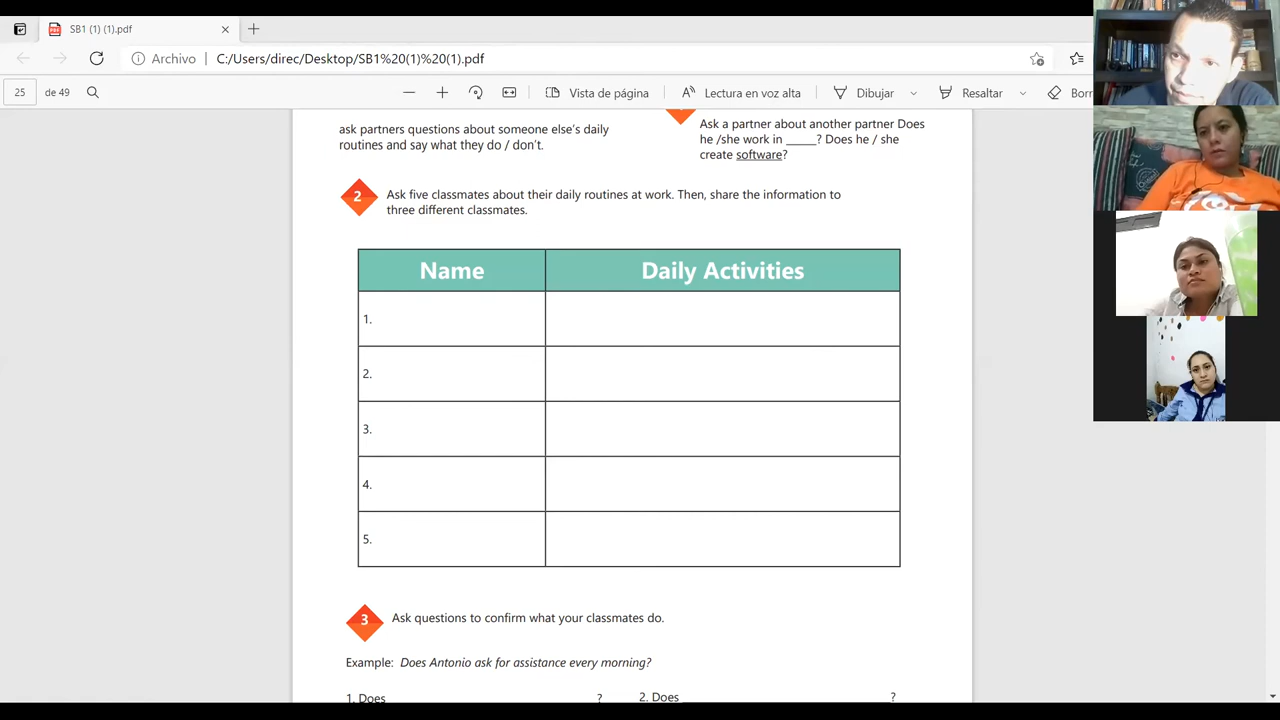 SB1 (1) (1).pdf
Archivo
C:/Users/direc/Desktop/SB1%20(1)%20(1).pdf
25
de 49
Vista de página
Lectura en voz alta
Dibujar
Resaltar
Borr
ask partners questions about someone else's daily
routines and say what they do / don't.
Ask a partner about another partner Does
he /she work in _____? Does he / she
create software?
2
Ask five classmates about their daily routines at work. Then, share the information to
three different classmates.
Name
Daily Activities
1.
2.
3.
4.
5.
3
Ask questions to confirm what your classmates do.
Example: Does Antonio ask for assistance every morning?
1. Does ?
2. Does ?